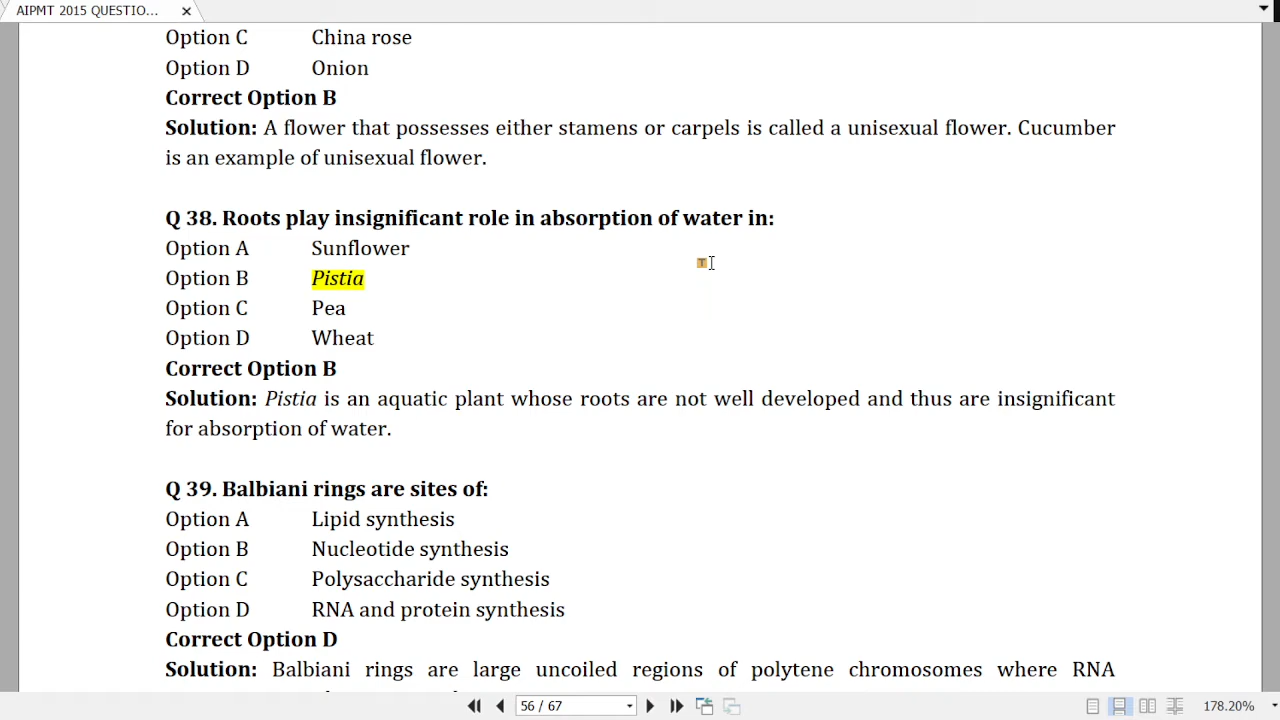 AIPMT 2015 QUESTIO...
Option C China rose
Option D Onion
Correct Option B
Solution: A flower that possesses either stamens or carpels is called a unisexual flower. Cucumber
is an example of unisexual flower.
Q 38. Roots play insignificant role in absorption of water in:
Option A Sunflower
Option B Pistia
Option C Pea
Option D Wheat
Correct Option B
Solution: Pistia is an aquatic plant whose roots are not well developed and thus are insignificant
for absorption of water.
Q 39. Balbiani rings are sites of:
Option A Lipid synthesis
Option B Nucleotide synthesis
Option C Polysaccharide synthesis
Option D RNA and protein synthesis
Correct Option D
Solution: Balbiani rings are large uncoiled regions of polytene chromosomes where RNA
56 / 67
178.20%